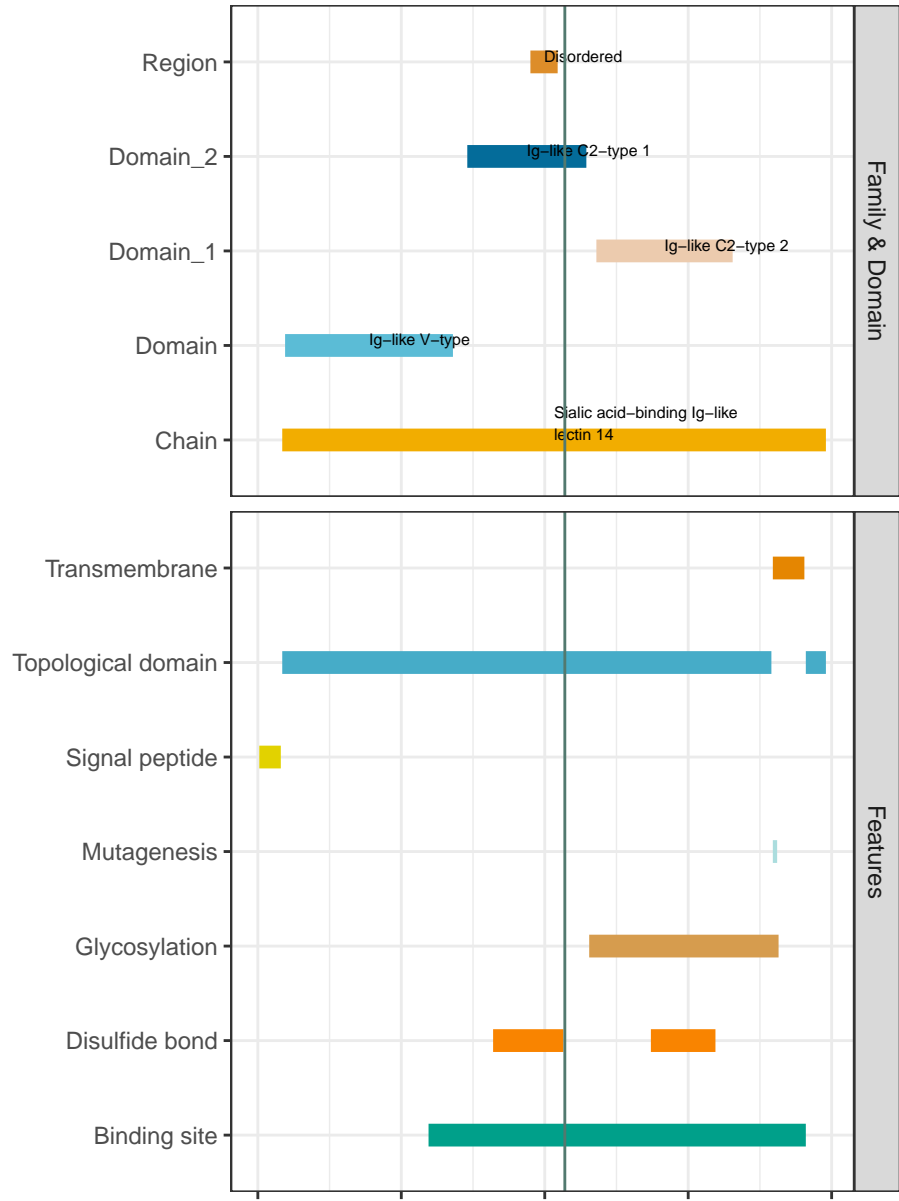 Region
Disordered
Domain_2
Ig−like C2−type 1
Domain_1
Ig−like C2−type 2
Domain
Ig−like V−type
Chain
Sialic acid−binding Ig−like
lectin 14
Family & Domain
Transmembrane
Topological domain
Signal peptide
Mutagenesis
Glycosylation
Disulfide bond
Binding site
Features